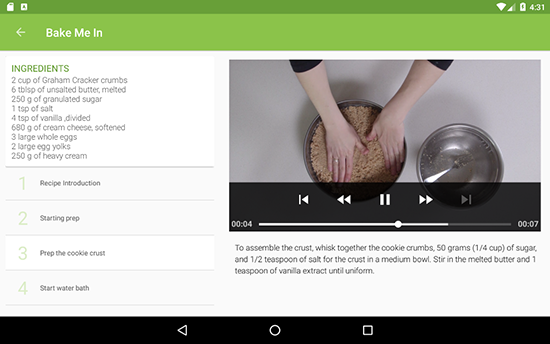 4:31
Bake Me In
INGREDIENTS
2 cup of Graham Cracker crumbs
6 tblsp of unsalted butter, melted
250 g of granulated sugar
1 tsp of salt
4 tsp of vanilla ,divided
680 g of cream cheese, softened
3 large whole eggs
2 large egg yolks
250 g of heavy cream
1 Recipe Introduction
2 Starting prep
3 Prep the cookie crust
4 Start water bath
00:04
00:07
To assemble the crust, whisk together the cookie crumbs, 50 grams (1/4 cup) of sugar,
and 1/2 teaspoon of salt for the crust in a medium bowl. Stir in the melted butter and 1
teaspoon of vanilla extract until uniform.